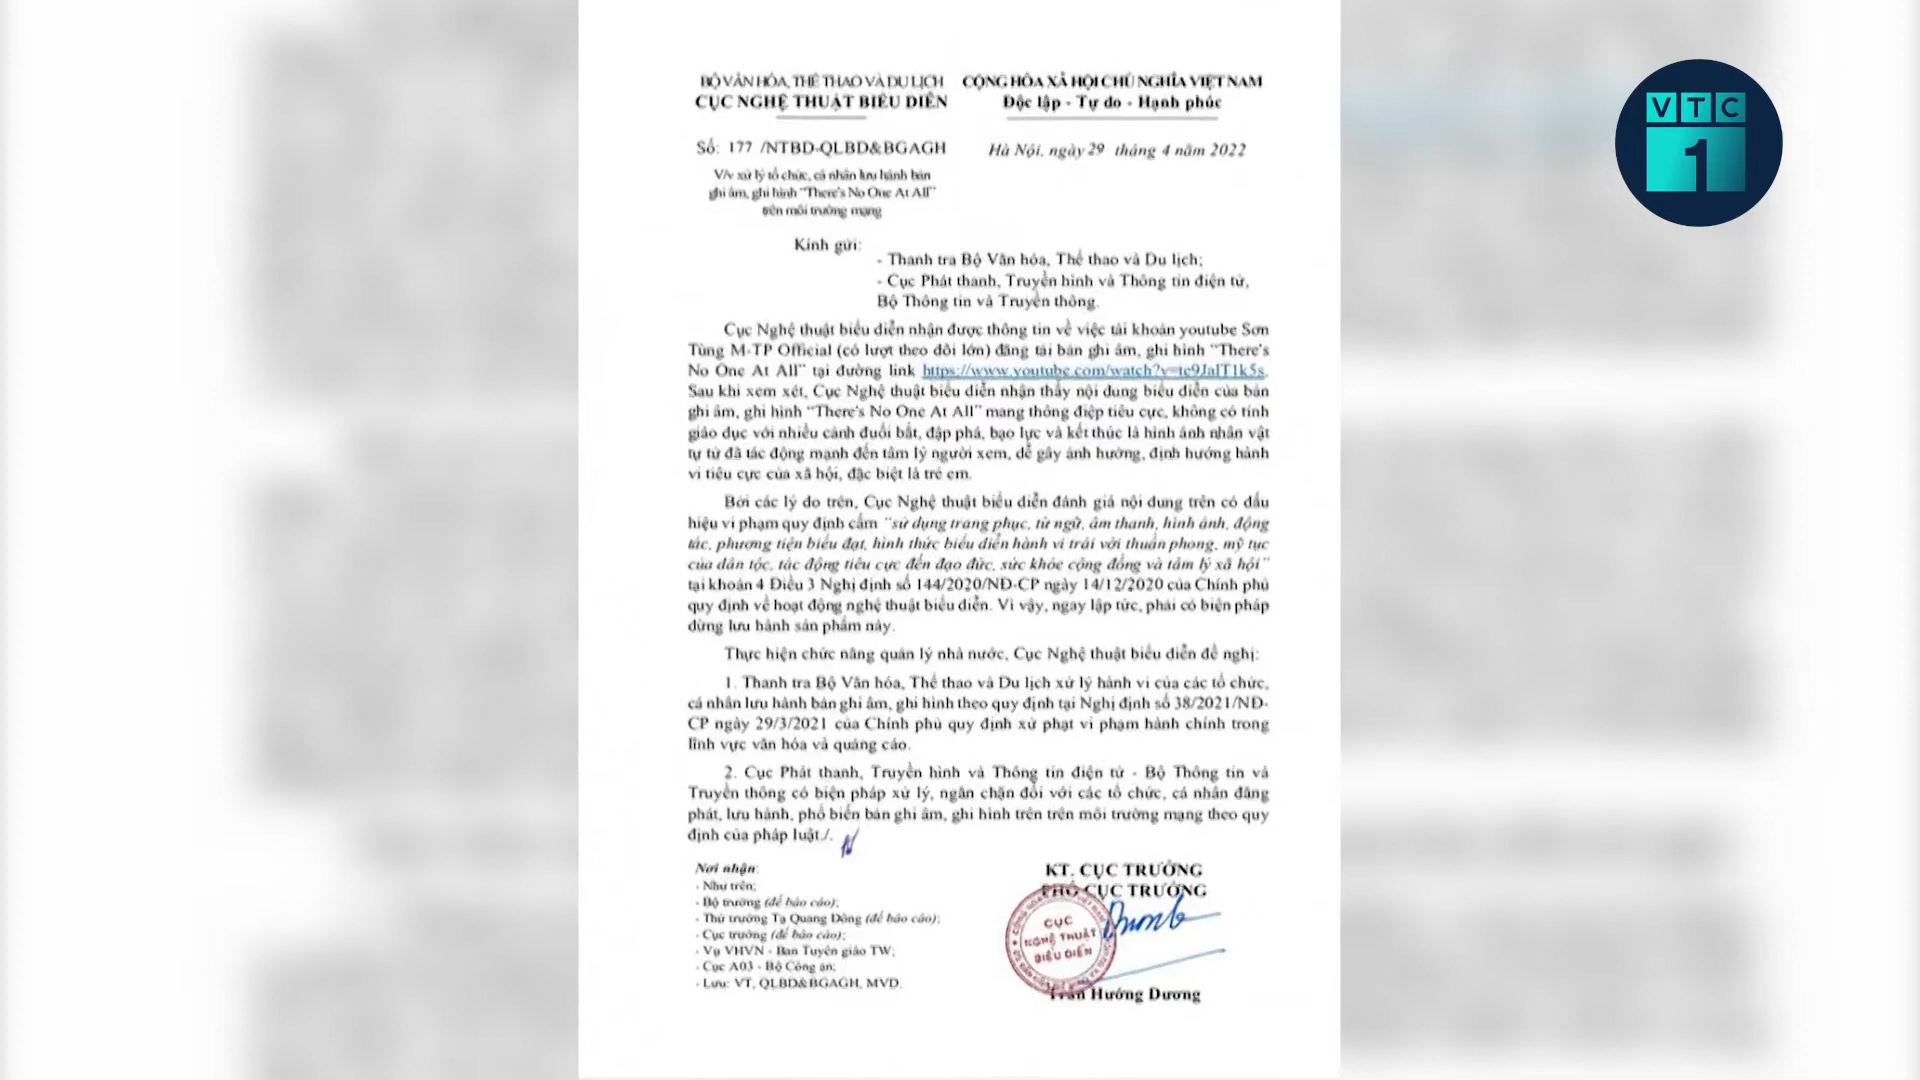 BỘ VĂN HÓA, THỂ THAO VÀ DU LỊCH
CỤC NGHỆ THUẬT BIỂU DIỄN
CỘNG HÒA XÃ HỘI CHỦ NGHĨA VIỆT NAM
Độc lập - Tự do - Hạnh phúc
VTC
1
Số: 177 /NTBD-QLBD&BGAGH
Hà Nội, ngày 29 tháng 4 năm 2022
V/v xử lý tổ chức, cá nhân lưu hành bản
ghi âm, ghi hình "There's No One At All"
trên môi trường mạng
Kính gửi:
- Thanh tra Bộ Văn hóa, Thể thao và Du lịch;
- Cục Phát thanh, Truyền hình và Thông tin điện tử,
Bộ Thông tin và Truyền thông.
Cục Nghệ thuật biểu diễn nhận được thông tin về việc tài khoản youtube Sơn
Tùng M-TP Official (có lượt theo dõi lớn) đăng tải bản ghi âm, ghi hình "There's
No One At All" tại đường link https://www.youtube.com/watch?v=tc9JaIT1k5s.
Sau khi xem xét, Cục Nghệ thuật biểu diễn nhận thấy nội dung biểu diễn của bản
ghi âm, ghi hình "There's No One At All" mang thông điệp tiêu cực, không có tính
giáo dục với nhiều cảnh đuổi bắt, đập phá, bạo lực và kết thúc là hình ảnh nhân vật
tự tử đã tác động mạnh đến tâm lý người xem, dễ gây ảnh hưởng, định hướng hành
vi tiêu cực của xã hội, đặc biệt là trẻ em.
Bởi các lý do trên, Cục Nghệ thuật biểu diễn đánh giá nội dung trên có dấu
hiệu vi phạm quy định cấm "sử dụng trang phục, từ ngữ, âm thanh, hình ảnh, động
tác, phương tiện biểu đạt, hình thức biểu diễn hành vi trái với thuần phong, mỹ tục
của dân tộc, tác động tiêu cực đến đạo đức, sức khỏe cộng đồng và tâm lý xã hội"
tại khoản 4 Điều 3 Nghị định số 144/2020/NĐ-CP ngày 14/12/2020 của Chính phủ
quy định về hoạt động nghệ thuật biểu diễn. Vì vậy, ngay lập tức, phải có biện pháp
dừng lưu hành sản phẩm này.
Thực hiện chức năng quản lý nhà nước, Cục Nghệ thuật biểu diễn đề nghị:
1. Thanh tra Bộ Văn hóa, Thể thao và Du lịch xử lý hành vi của các tổ chức,
cá nhân lưu hành bản ghi âm, ghi hình theo quy định tại Nghị định số 38/2021/NĐ-
CP ngày 29/3/2021 của Chính phủ quy định xử phạt vi phạm hành chính trong
lĩnh vực văn hóa và quảng cáo.
2. Cục Phát thanh, Truyền hình và Thông tin điện tử - Bộ Thông tin và
Truyền thông có biện pháp xử lý, ngăn chặn đối với các tổ chức, cá nhân đăng
phát, lưu hành, phổ biến bản ghi âm, ghi hình trên trên môi trường mạng theo quy
định của pháp luật./.
Nơi nhận:
- Như trên;
- Bộ trưởng (để báo cáo);
- Thứ trưởng Tạ Quang Đông (để báo cáo);
- Cục trưởng (để báo cáo);
- Vụ VHVN - Ban Tuyên giáo TW;
- Cục A03 - Bộ Công an;
- Lưu: VT, QLBD&BGAGH, MVD.
KT. CỤC TRƯỞNG
PHÓ CỤC TRƯỞNG
CỤC
NGHỆ THUẬT
BIỂU DIỄN
Trần Hướng Dương